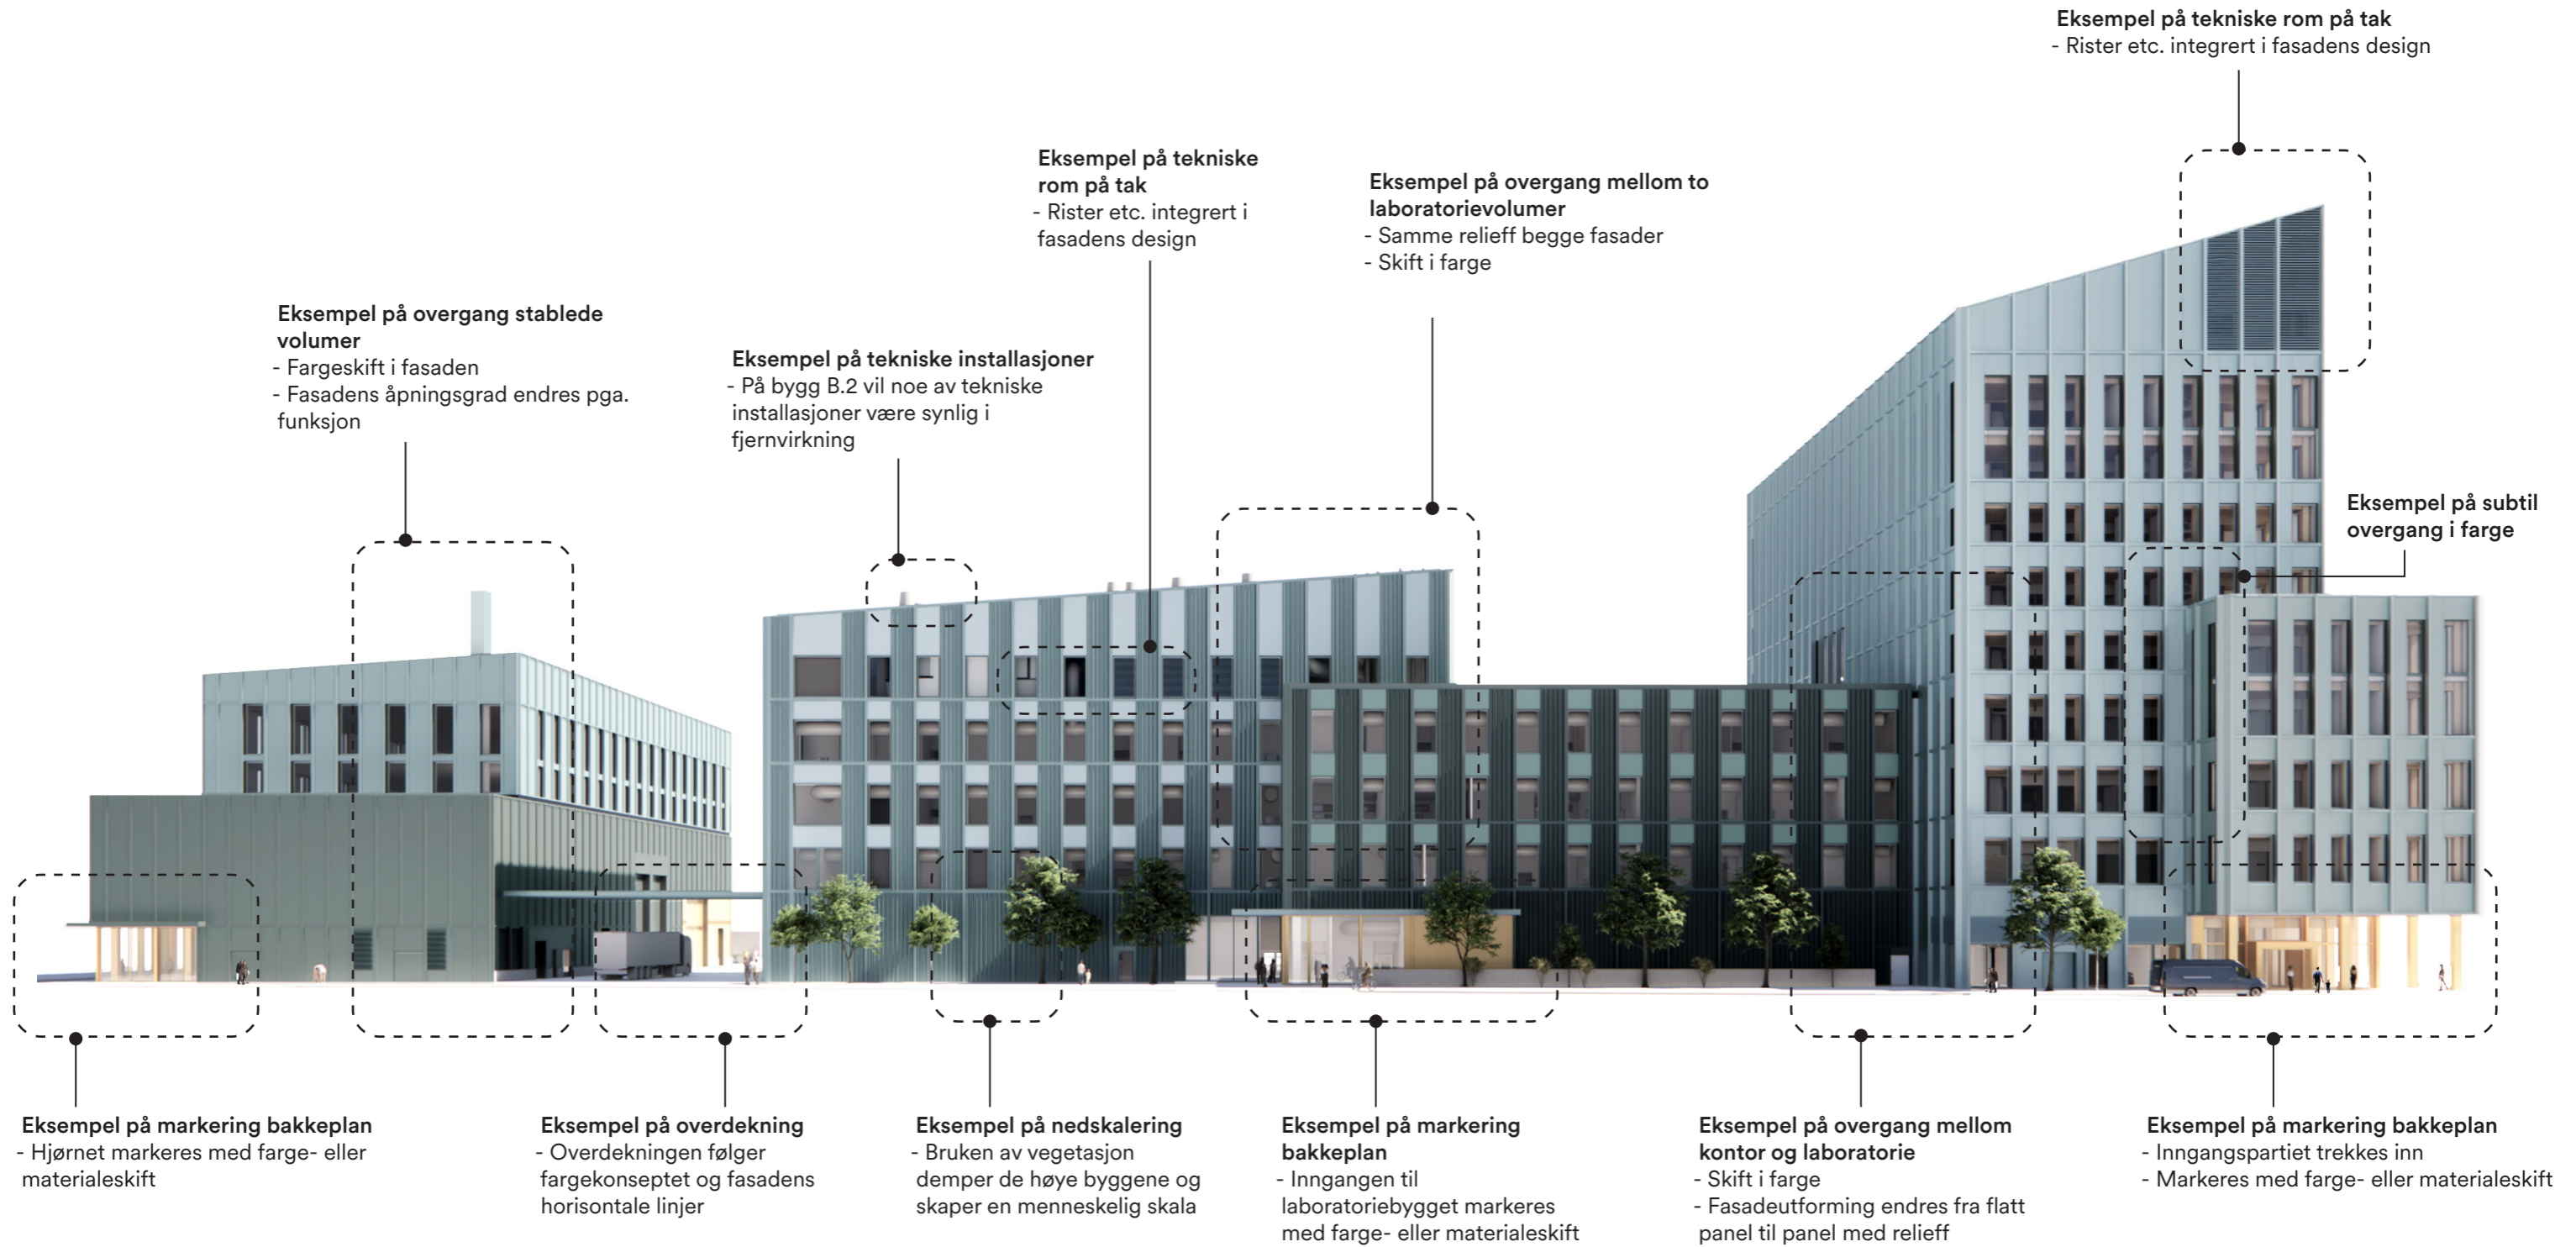 Eksempel på tekniske rom på tak
- Rister etc. integrert i fasadens design
Eksempel på tekniske
rom på tak
- Rister etc. integrert i
fasadens design
Eksempel på overgang mellom to
laboratorievolumer
- Samme relieff begge fasader
- Skift i farge
Eksempel på overgang stablede
volumer
- Fargeskift i fasaden
- Fasadens åpningsgrad endres pga.
funksjon
Eksempel på tekniske installasjoner
- På bygg B.2 vil noe av tekniske
installasjoner være synlig i
fjernvirkning
Eksempel på subtil
overgang i farge
Eksempel på markering bakkeplan
- Hjørnet markeres med farge- eller
materialeskift
Eksempel på overdekning
- Overdekningen følger
fargekonseptet og fasadens
horisontale linjer
Eksempel på nedskalering
- Bruken av vegetasjon
demper de høye byggene og
skaper en menneskelig skala
Eksempel på markering
bakkeplan
- Inngangen til
laboratoriebygget markeres
med farge- eller materialeskift
Eksempel på overgang mellom
kontor og laboratorie
- Skift i farge
- Fasadeutforming endres fra flatt
panel til panel med relieff
Eksempel på markering bakkeplan
- Inngangspartiet trekkes inn
- Markeres med farge- eller materialeskift